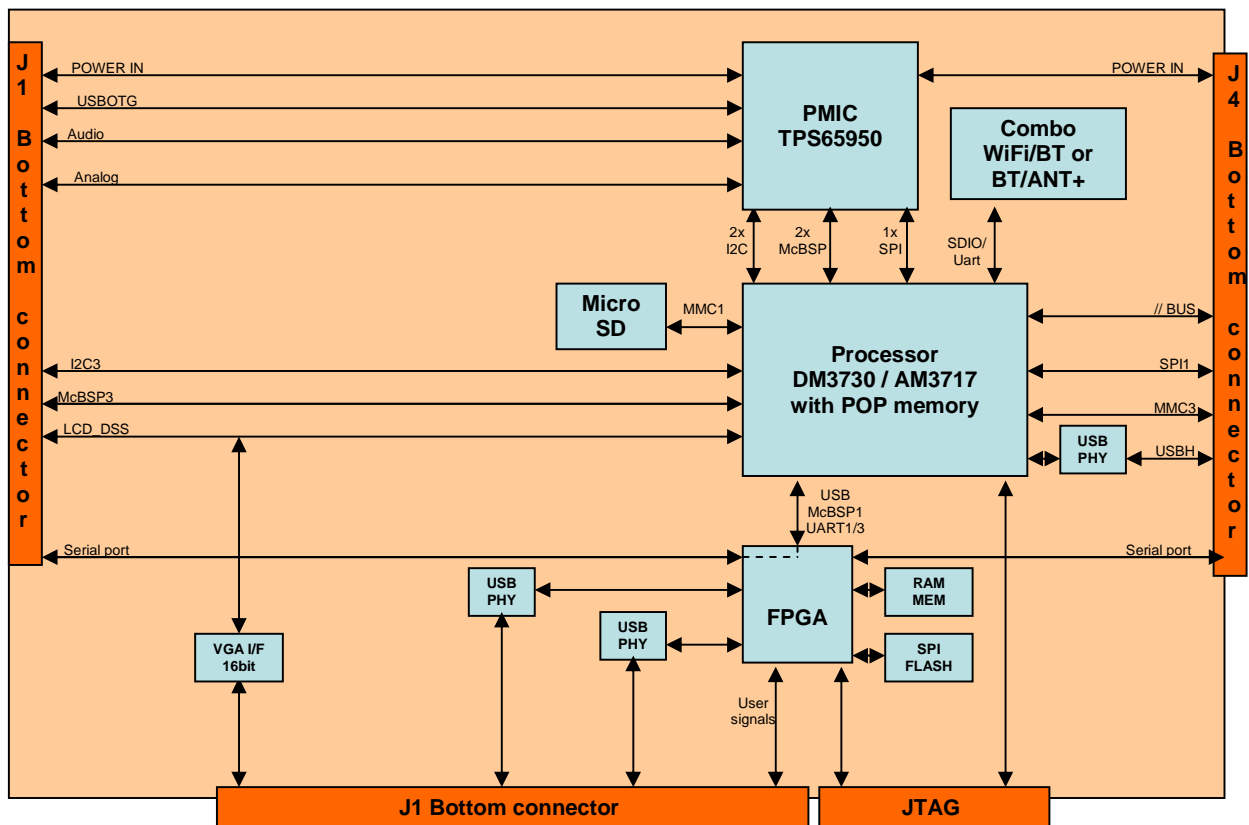 J1 Bottom connector
POWER IN
USBOTG
Audio
Analog
PMIC
TPS65950
POWER IN
J4 Bottom connector
Combo
WiFi/BT or
BT/ANT+
2x
I2C
2x
McBSP
1x
SPI
SDIO/
Uart
Micro
SD
MMC1
Processor
DM3730 / AM3717
with POP memory
// BUS
SPI1
MMC3
USB
PHY
USBH
I2C3
McBSP3
LCD_DSS
USB
McBSP1
UART1/3
Serial port
Serial port
USB
PHY
USB
PHY
FPGA
RAM
MEM
SPI
FLASH
VGA I/F
16bit
User
signals
J1 Bottom connector
JTAG